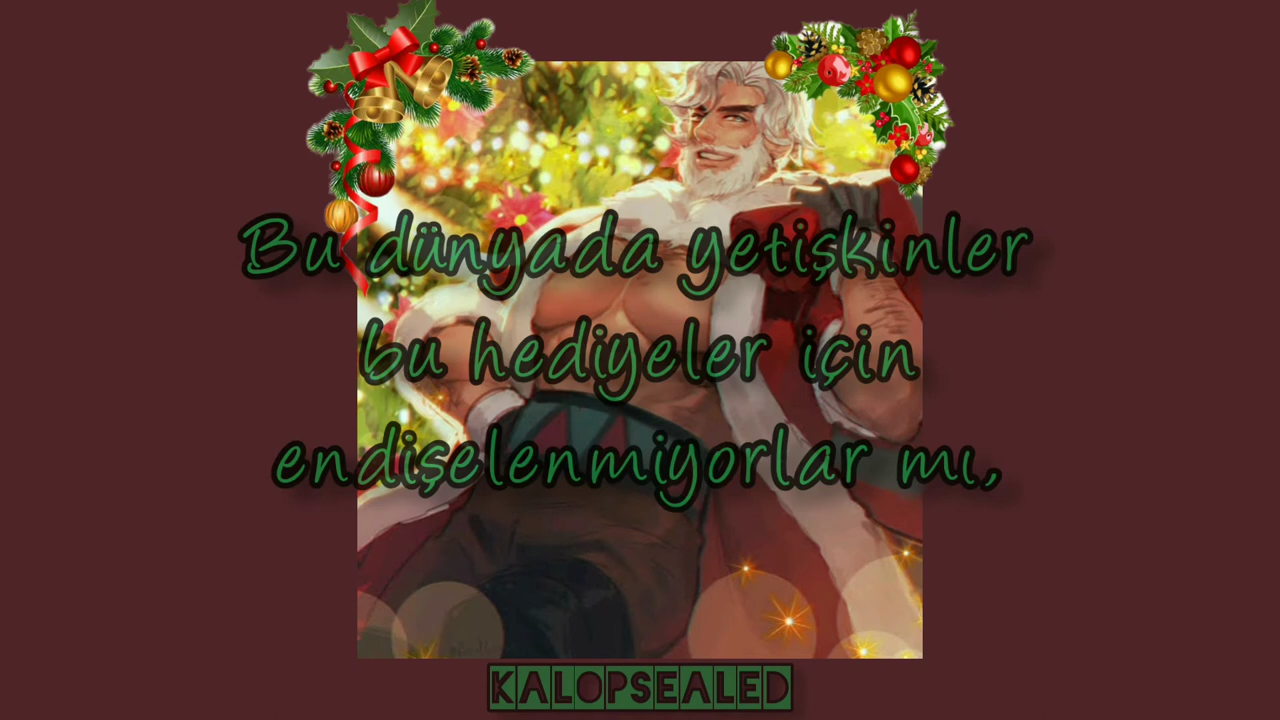 Bu dünyada yetişkinler
bu hediyeler için
endişelenmiyorlar mı,
KALOPSEALED